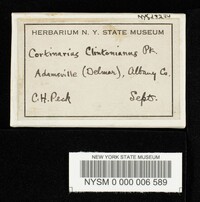 HERBARIUM N. Y. STATE MUSEUM
Cortinarius Clintonianus Pk.
Adamsville (Delmar), Albany Co.
C. H. Peck Sept.
NEW YORK STATE MUSEUM
NYSM 0 000 006 589